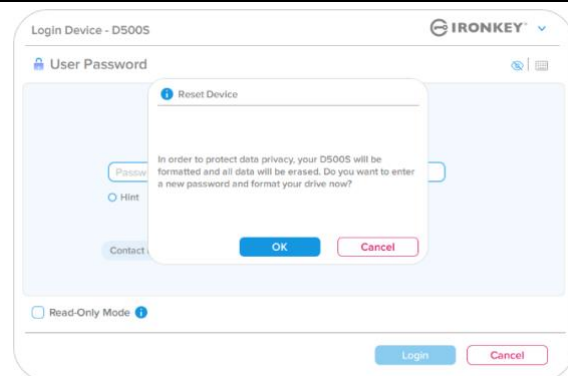 Login Device - D500S
IRONKEY
User Password
Reset Device
In order to protect data privacy, your D500S will be
formatted and all data will be erased. Do you want to enter
a new password and format your drive now?
Passw
Hint
Contact
OK Cancel
Read-Only Mode
Login Cancel